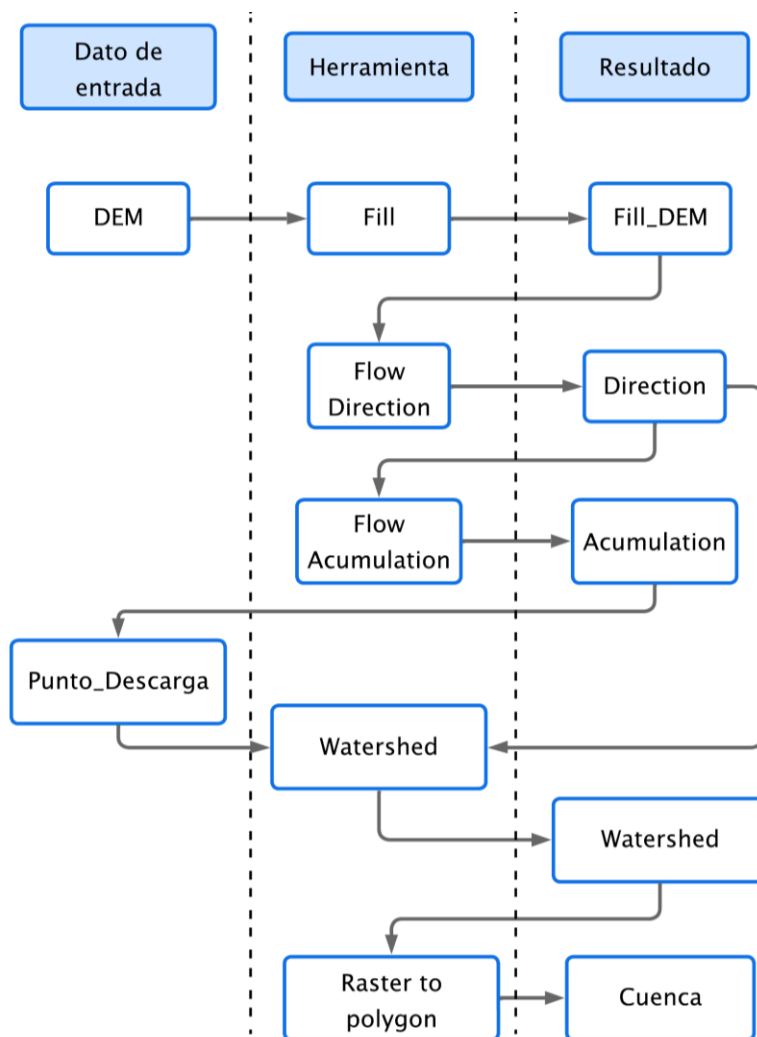 Dato de
entrada
Herramienta
Resultado
DEM
Fill
Fill_DEM
Flow
Direction
Direction
Flow
Acumulation
Acumulation
Punto_Descarga
Watershed
Watershed
Raster to
polygon
Cuenca